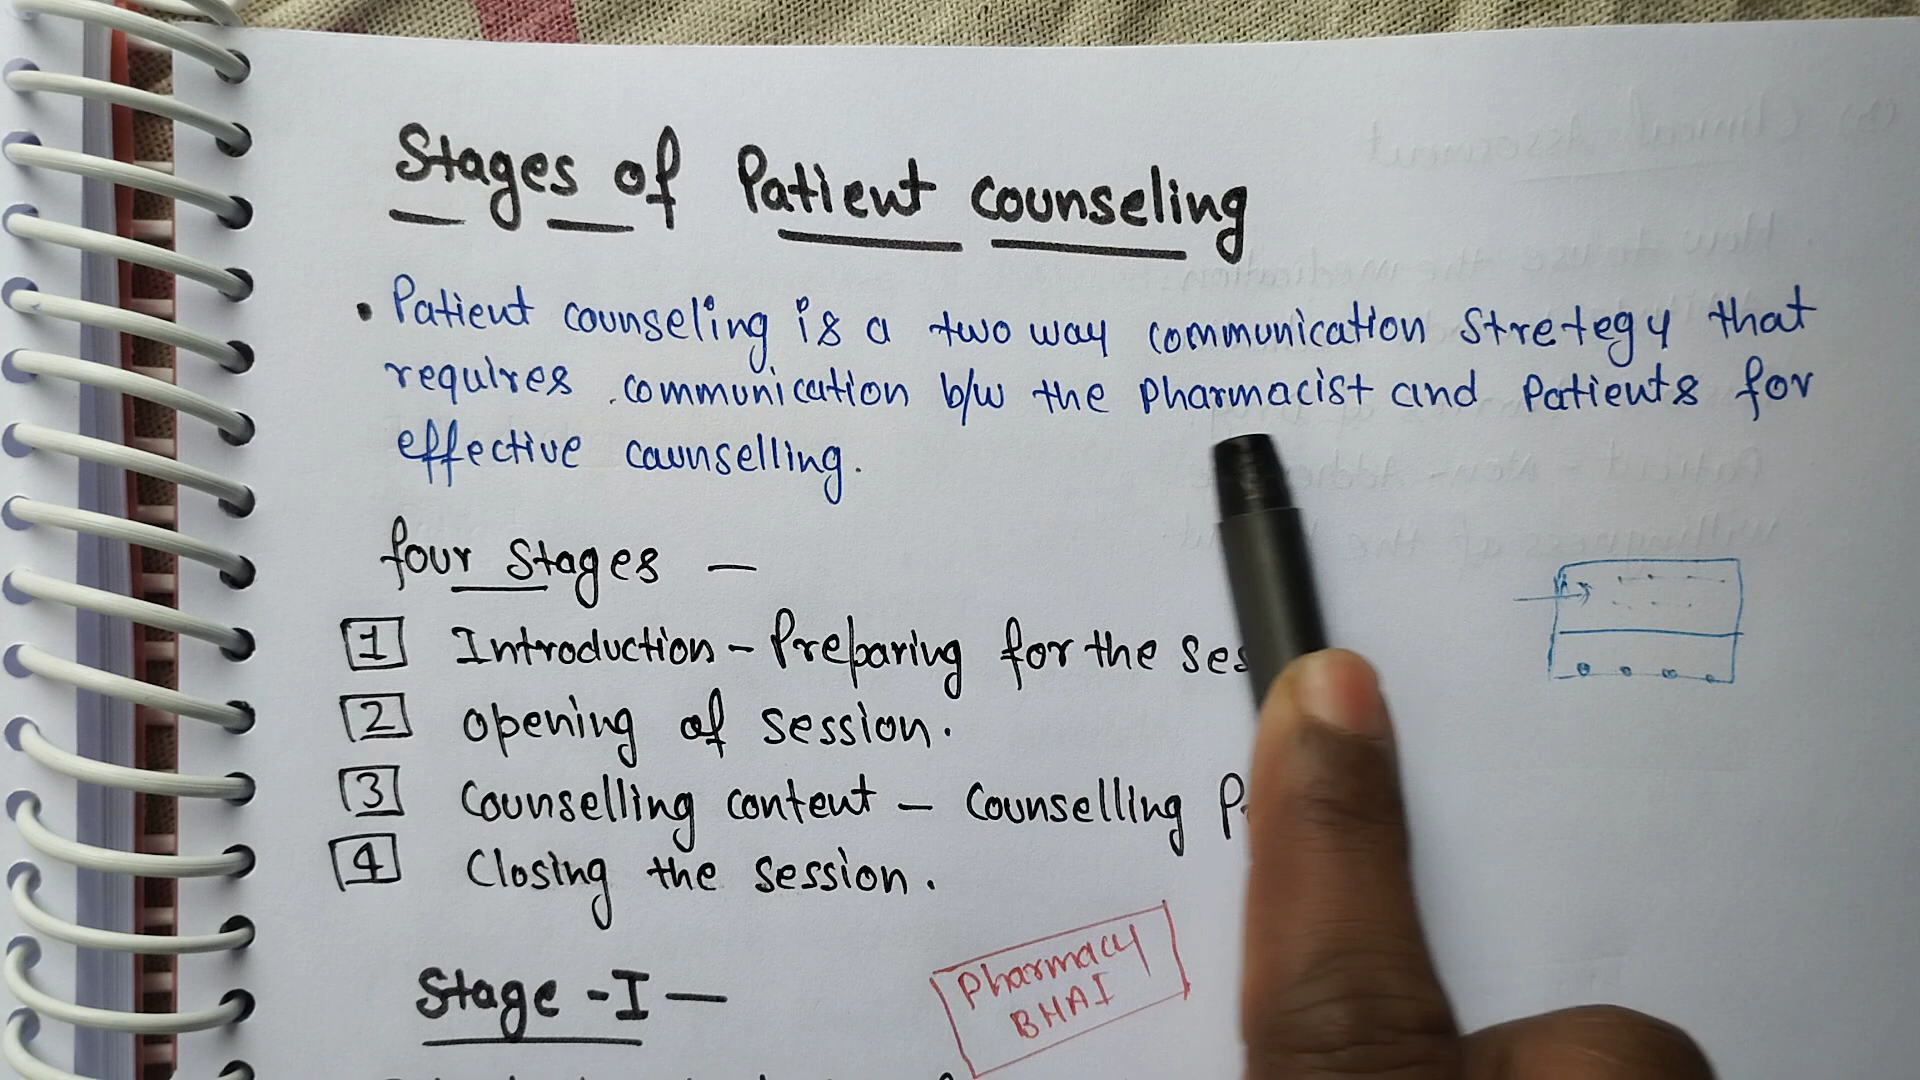 Stages of Patient counseling
• Patient counseling is a two way communication Stretegy that
requires communication b/w the pharmacist and Patients for
effective caunselling.
four Stages —
1 Introduction - Preparing for the ses
2 opening of session.
3 Counselling content — Counselling
4 Closing the session.
Stage - I —
Pharmacy
BHAI